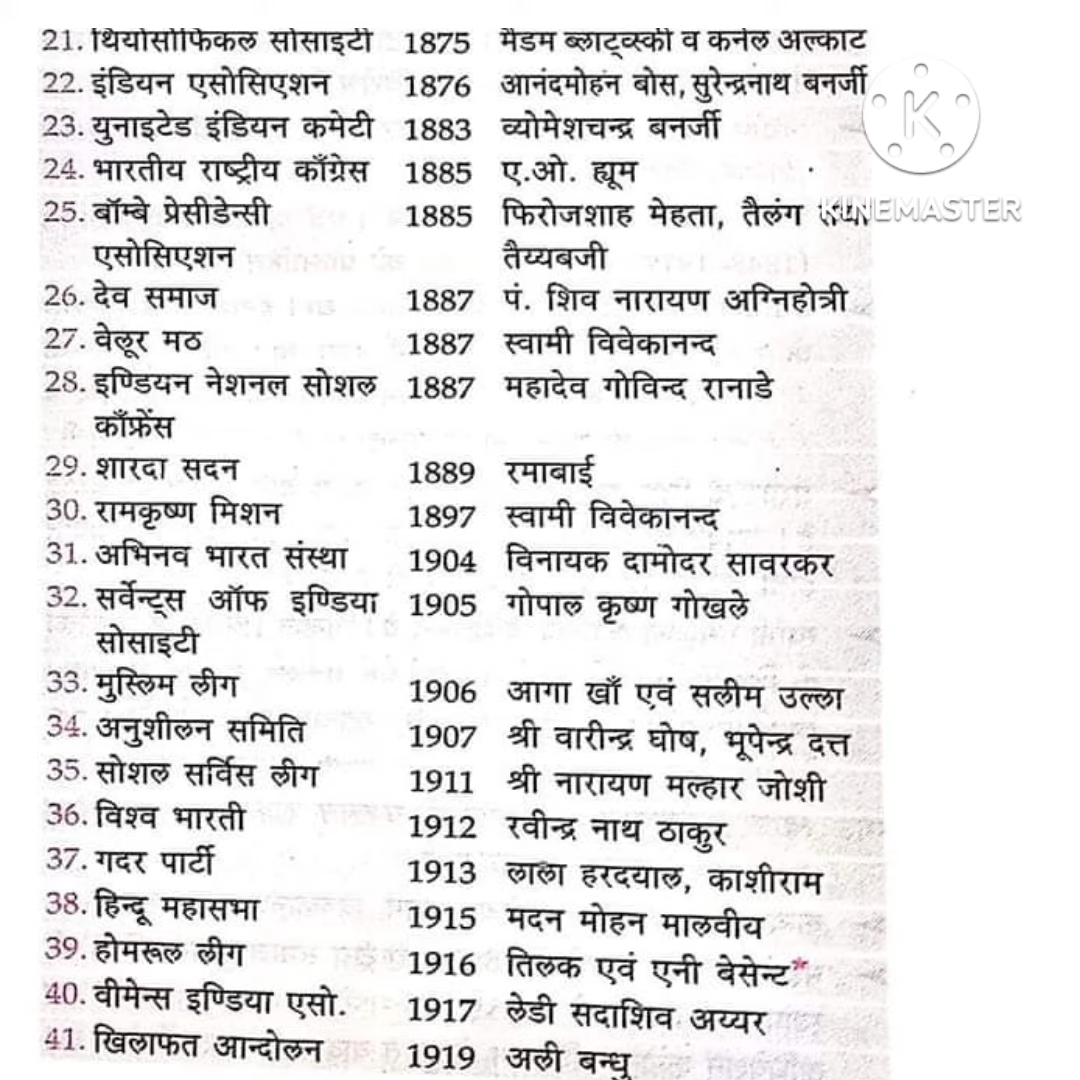 21. थियोसोफिकल सोसाइटी 1875 मैडम ब्लाट्व्स्की व कर्नल अल्काट
22. इंडियन एसोसिएशन 1876 आनंदमोहन बोस, सुरेन्द्रनाथ बनर्जी
23. युनाइटेड इंडियन कमेटी 1883 व्योमेशचन्द्र बनर्जी
24. भारतीय राष्ट्रीय काँग्रेस 1885 ए.ओ. ह्यूम
25. बॉम्बे प्रेसीडेन्सी 1885 फिरोजशाह मेहता, तैलंग तथा
KINEMASTER
एसोसिएशन तैय्यबजी
26. देव समाज 1887 पं. शिव नारायण अग्निहोत्री
27. वेलूर मठ 1887 स्वामी विवेकानन्द
28. इण्डियन नेशनल सोशल 1887 महादेव गोविन्द रानाडे
काँफ्रेंस
29. शारदा सदन 1889 रमाबाई
30. रामकृष्ण मिशन 1897 स्वामी विवेकानन्द
31. अभिनव भारत संस्था 1904 विनायक दामोदर सावरकर
32. सर्वेन्ट्स ऑफ इण्डिया 1905 गोपाल कृष्ण गोखले
सोसाइटी
33. मुस्लिम लीग 1906 आगा खाँ एवं सलीम उल्ला
34. अनुशीलन समिति 1907 श्री वारीन्द्र घोष, भूपेन्द्र दत्त
35. सोशल सर्विस लीग 1911 श्री नारायण मल्हार जोशी
36. विश्व भारती 1912 रवीन्द्र नाथ ठाकुर
37. गदर पार्टी 1913 लाला हरदयाल, काशीराम
38. हिन्दू महासभा 1915 मदन मोहन मालवीय
39. होमरूल लीग 1916 तिलक एवं एनी बेसेन्ट*
40. वीमेन्स इण्डिया एसो. 1917 लेडी सदाशिव अय्यर
41. खिलाफत आन्दोलन 1919 अली बन्धु